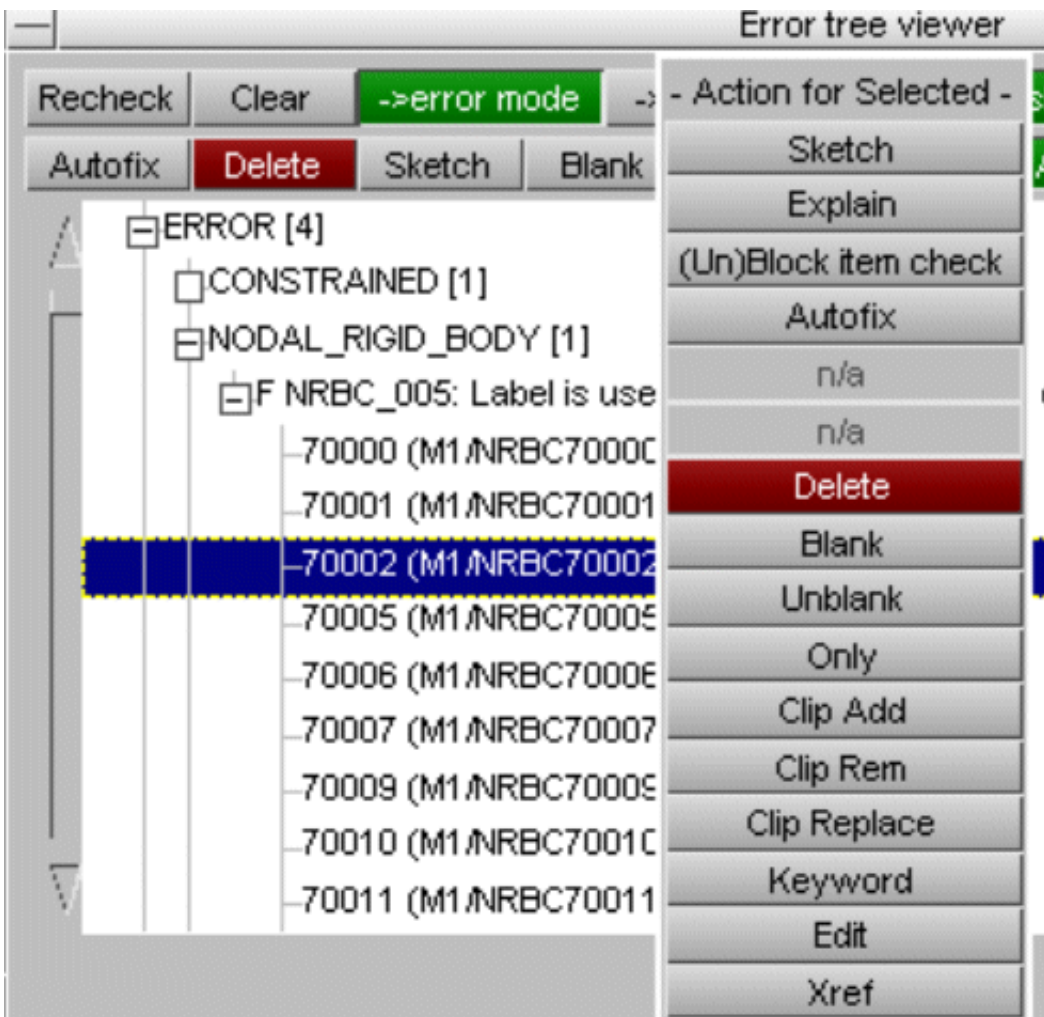 Error tree viewer
Recheck Clear ->error mode ->
Autofix Delete Sketch Blank
ERROR [4]
CONSTRAINED [1]
NODAL_RIGID_BODY [1]
F NRBC_005: Label is use
70000 (M1/NRBC70000
70001 (M1/NRBC70001
70002 (M1/NRBC70002
70005 (M1/NRBC70005
70006 (M1/NRBC70006
70007 (M1/NRBC70007
70009 (M1/NRBC70009
70010 (M1/NRBC70010
70011 (M1/NRBC70011
- Action for Selected -
Sketch
Explain
(Un)Block item check
Autofix
n/a
n/a
Delete
Blank
Unblank
Only
Clip Add
Clip Rem
Clip Replace
Keyword
Edit
Xref